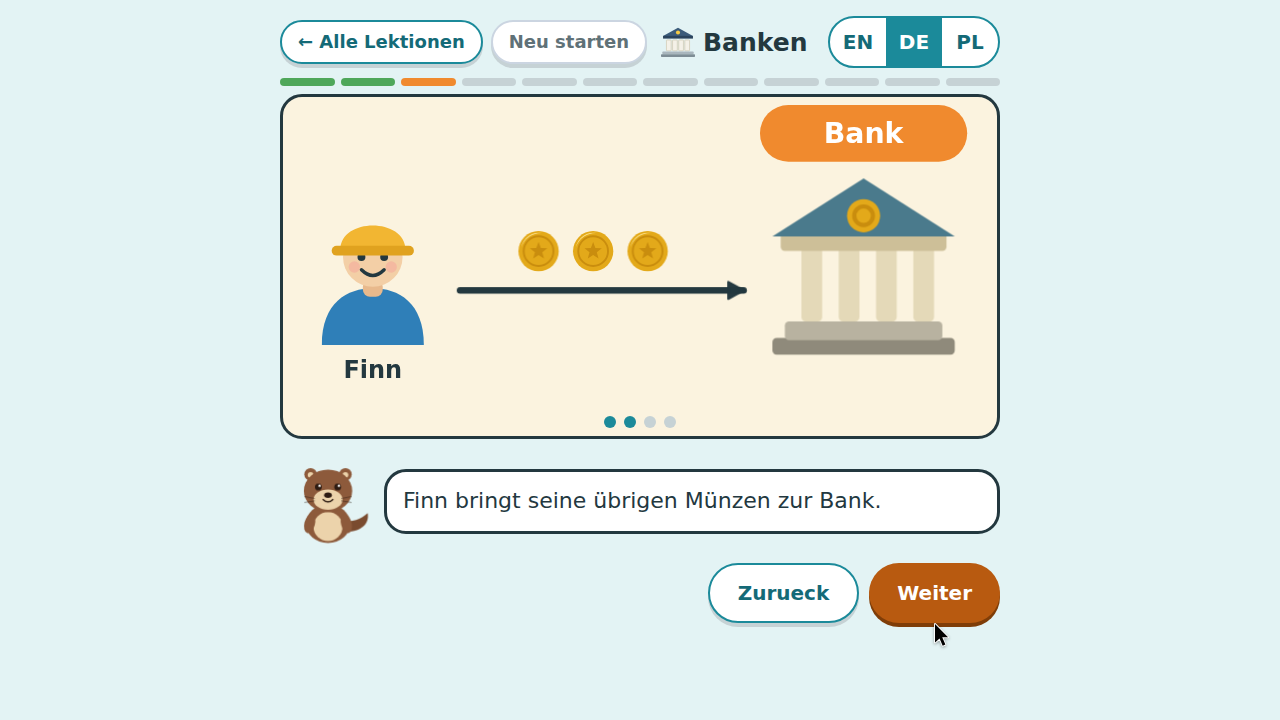 ← Alle Lektionen
Neu starten
Banken
EN DE PL
Bank
Finn
Finn bringt seine übrigen Münzen zur Bank.
Zurueck
Weiter